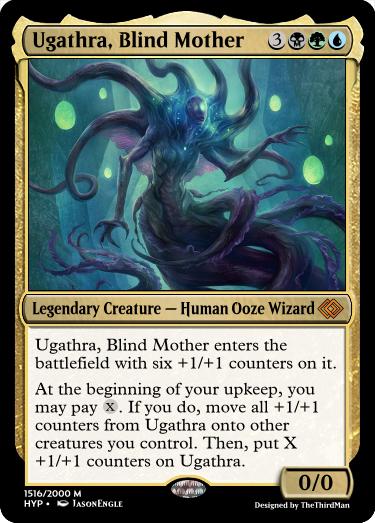 Ugathra, Blind Mother 3
Legendary Creature — Human Ooze Wizard
Ugathra, Blind Mother enters the
battlefield with six +1/+1 counters on it.
At the beginning of your upkeep, you
may pay X. If you do, move all +1/+1
counters from Ugathra onto other
creatures you control. Then, put X
+1/+1 counters on Ugathra.
0/0
1516/2000 M
HYP • JASONENGLE
Designed by TheThirdMan